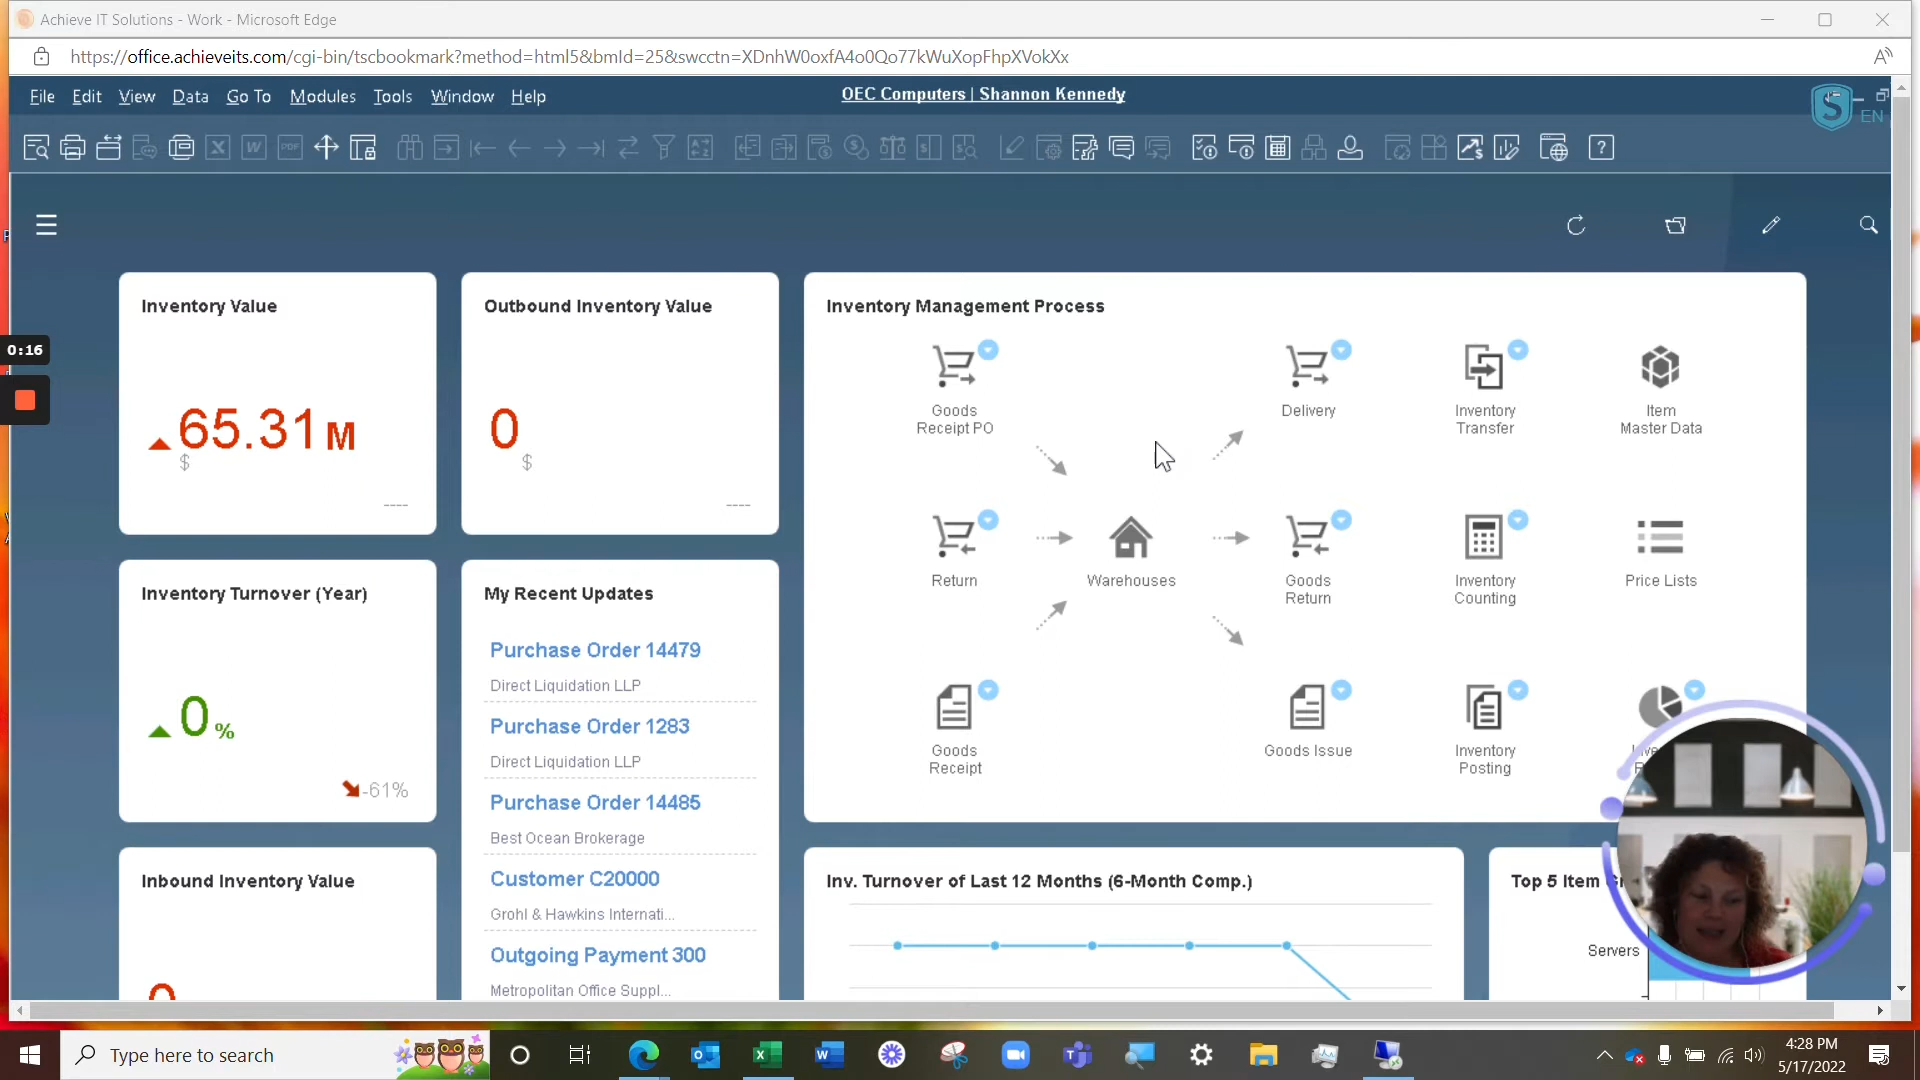 Achieve IT Solutions - Work - Microsoft Edge
https://office.achieveits.com/cgi-bin/tscbookmark?method=html5&bmId=25&swcctn=XDnhW0oxfA4o0Qo77kWuXopFhpXVokXx
File Edit View Data Go To Modules Tools Window Help
OEC Computers | Shannon Kennedy
S EN
0:16
Inventory Value
65.31 M
$
----
Outbound Inventory Value
0
$
----
Inventory Management Process
Goods
Receipt PO
Delivery
Inventory
Transfer
Item
Master Data
Return
Warehouses
Goods
Return
Inventory
Counting
Price Lists
Goods
Receipt
Goods Issue
Inventory
Posting
Inventory Turnover (Year)
0 %
-61%
My Recent Updates
Purchase Order 14479
Direct Liquidation LLP
Purchase Order 1283
Direct Liquidation LLP
Purchase Order 14485
Best Ocean Brokerage
Customer C20000
Grohl & Hawkins Internati...
Outgoing Payment 300
Metropolitan Office Suppl...
Inbound Inventory Value
Inv. Turnover of Last 12 Months (6-Month Comp.)
Top 5 Item
Servers
Type here to search
4:28 PM
5/17/2022